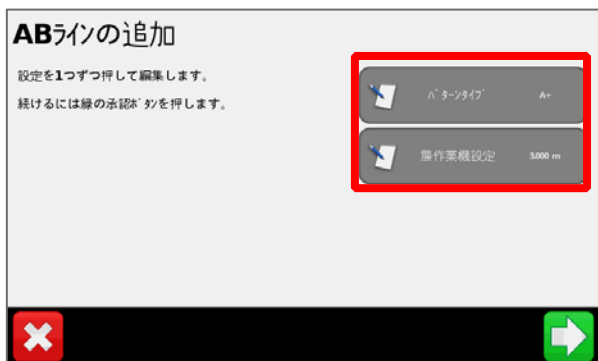 ABラインの追加
設定を1つずつ押して編集します。
続けるには緑の承認ﾎﾞﾀﾝを押します。
ﾊﾟﾀｰﾝﾀｲﾌﾟ A+
農作業機設定 3.000 m